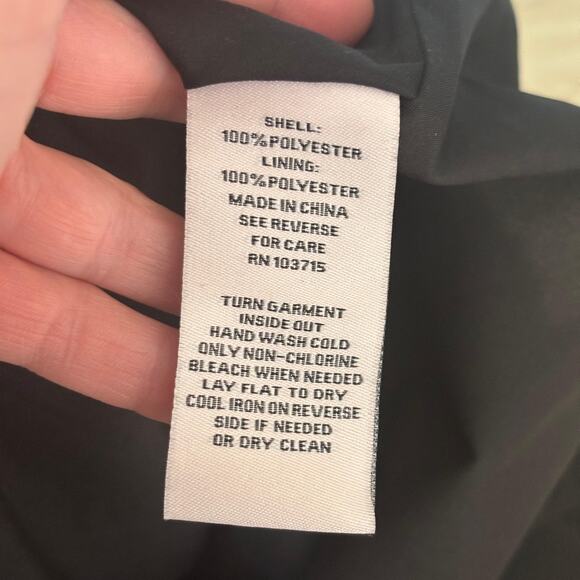 SHELL:
100% POLYESTER
LINING:
100% POLYESTER
MADE IN CHINA
SEE REVERSE
FOR CARE
RN 103715
TURN GARMENT
INSIDE OUT
HAND WASH COLD
ONLY NON-CHLORINE
BLEACH WHEN NEEDED
LAY FLAT TO DRY
COOL IRON ON REVERSE
SIDE IF NEEDED
OR DRY CLEAN